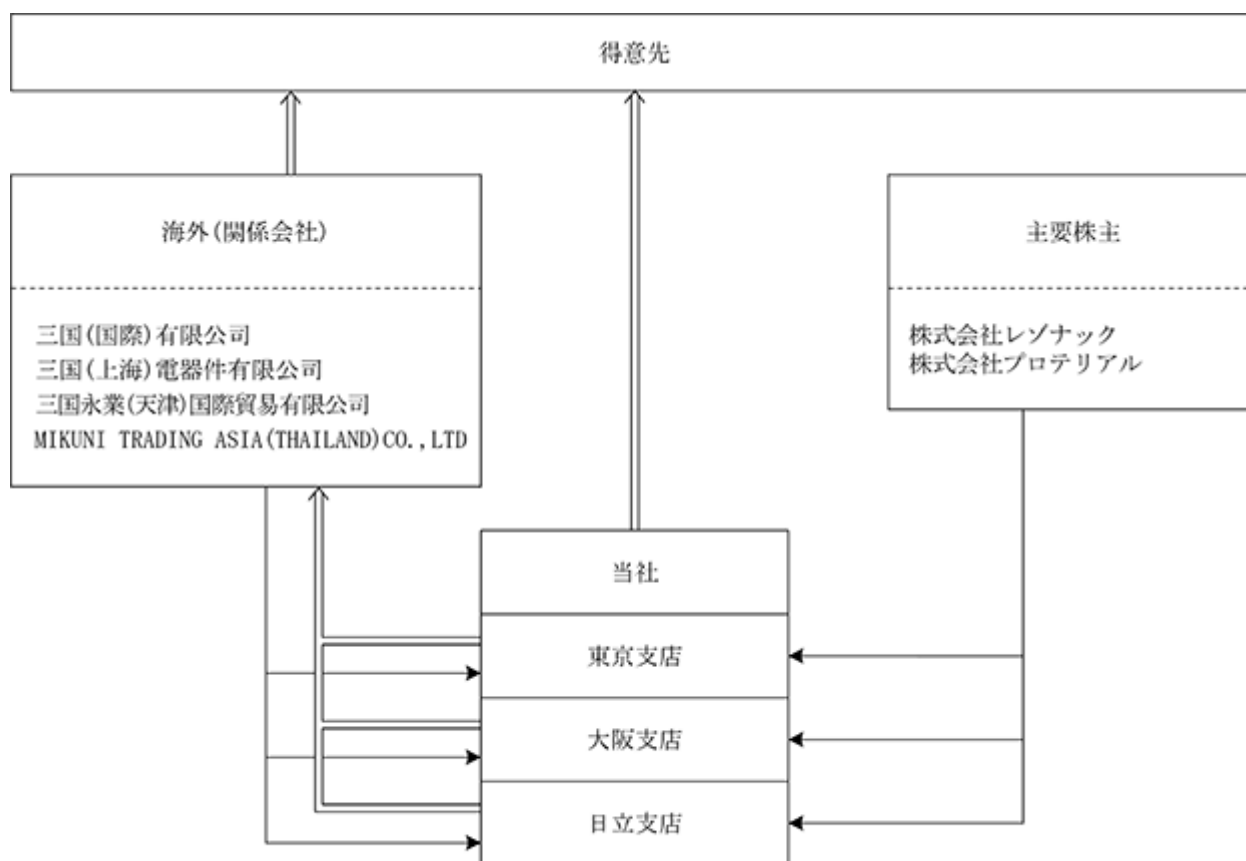 得意先
海外(関係会社)
三国(国際)有限公司
三国(上海)電器件有限公司
三国永業(天津)国際貿易有限公司
MIKUNI TRADING ASIA(THAILAND)CO.,LTD
主要株主
株式会社レゾナック
株式会社プロテリアル
当社
東京支店
大阪支店
日立支店